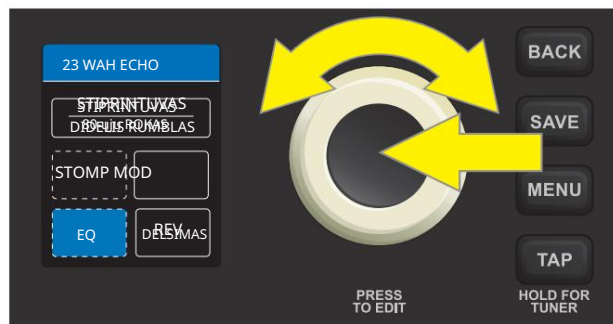 23 WAH ECHO
STIPRINTUVAS
STIPRINTUVAS
DIDELIS RUMBLAS
STOMP MOD
EQ
REV
DELSIMAS
BACK
SAVE
MENU
TAP
PRESS
TO EDIT
HOLD FOR
TUNER